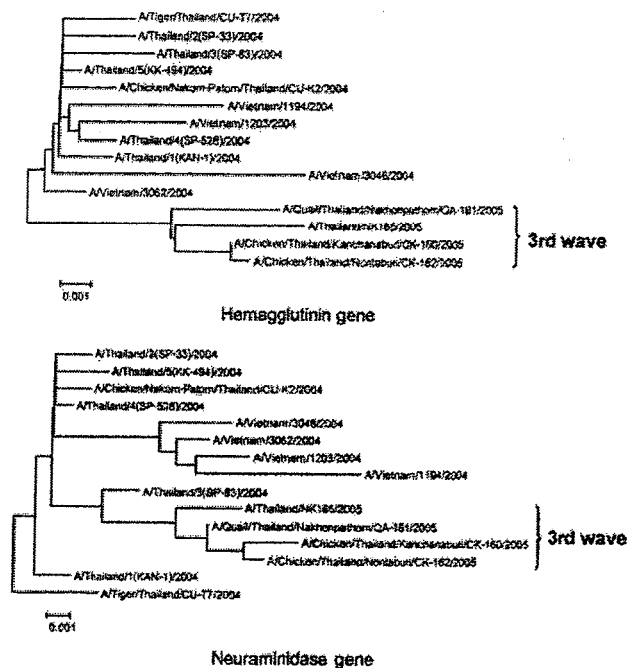 A/Tiger/Thailand/CU-T7/2004
A/Thailand/2(SP-33)/2004
A/Thailand/3(SP-83)/2004
A/Thailand/5(KK-494)/2004
A/Chicken/Nakorn-Patom/Thailand/CU-K2/2004
A/Vietnam/1194/2004
A/Vietnam/1203/2004
A/Thailand/4(SP-528)/2004
A/Thailand/1(KAN-1)/2004
A/Vietnam/3046/2004
A/Vietnam/3062/2004
A/Quail/Thailand/Nakhonpathom/QA-161/2005
A/Thailand/NK165/2005
A/Chicken/Thailand/Kanchanaburi/CK-160/2005
A/Chicken/Thailand/Nontaburi/CK-162/2005
3rd wave
0.001
Hemagglutinin gene
A/Thailand/2(SP-33)/2004
A/Thailand/5(KK-494)/2004
A/Chicken/Nakorn-Patom/Thailand/CU-K2/2004
A/Thailand/4(SP-528)/2004
A/Vietnam/3046/2004
A/Vietnam/3062/2004
A/Vietnam/1203/2004
A/Vietnam/1194/2004
A/Thailand/3(SP-83)/2004
A/Thailand/NK165/2005
A/Quail/Thailand/Nakhonpathom/QA-161/2005
A/Chicken/Thailand/Kanchanaburi/CK-160/2005
A/Chicken/Thailand/Nontaburi/CK-162/2005
3rd wave
A/Thailand/1(KAN-1)/2004
A/Tiger/Thailand/CU-T7/2004
0.001
Neuraminidase gene